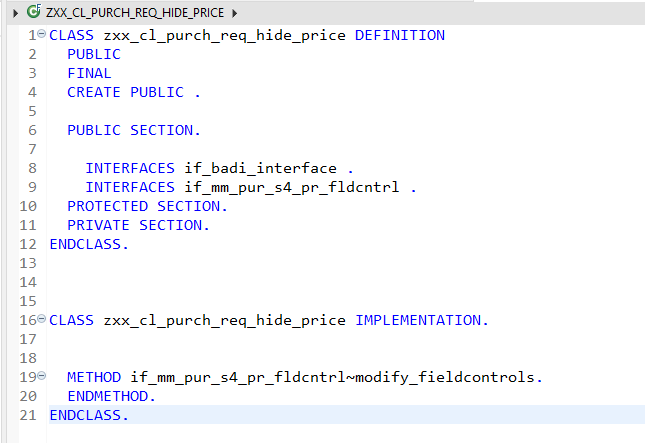 ZXX_CL_PURCH_REQ_HIDE_PRICE
1 CLASS zxx_cl_purch_req_hide_price DEFINITION
2   PUBLIC
3   FINAL
4   CREATE PUBLIC .
5
6   PUBLIC SECTION.
7
8     INTERFACES if_badi_interface .
9     INTERFACES if_mm_pur_s4_pr_fldcntrl .
10   PROTECTED SECTION.
11   PRIVATE SECTION.
12 ENDCLASS.
13
14
15
16 CLASS zxx_cl_purch_req_hide_price IMPLEMENTATION.
17
18
19   METHOD if_mm_pur_s4_pr_fldcntrl~modify_fieldcontrols.
20   ENDMETHOD.
21 ENDCLASS.